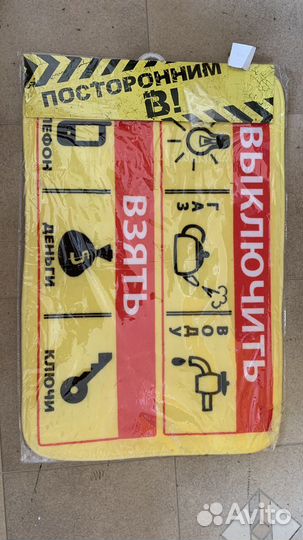 ПОСТОРОННИМ
В!
ВЫКЛЮЧИТЬ
ГАЗ
ВОДУ
ВЗЯТЬ
ЛЕФОН
ДЕНЬГИ
КЛЮЧИ
Avito